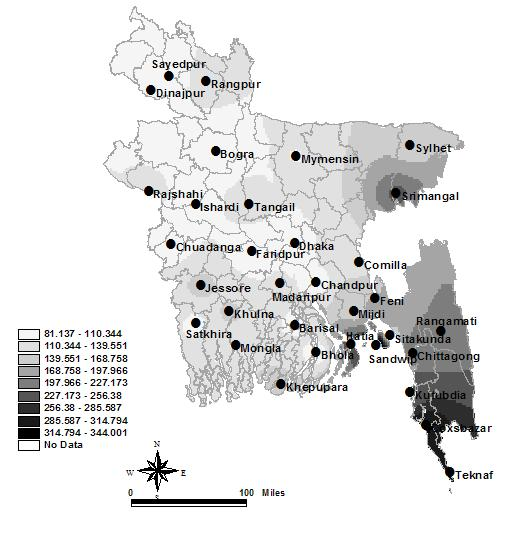 Sayedpur
Rangpur
Dinajpur
Bogra
Mymensin
Sylhet
Rajshahi
Ishardi
Tangail
Srimangal
Chuadanga
Faridpur
Dhaka
Comilla
Jessore
Madaripur
Chandpur
Feni
Khulna
Mijdi
Rangamati
Satkhira
Barisal
Hatia
Sitakunda
Mongla
Bhola
Sandwip
Chittagong
Khepupara
Kutubdia
Coxsbazar
Teknaf
81.137 - 110.344
110.344 - 139.551
139.551 - 168.758
168.758 - 197.966
197.966 - 227.173
227.173 - 256.38
256.38 - 285.587
285.587 - 314.794
314.794 - 344.001
No Data
N
W E
S
0 100 Miles